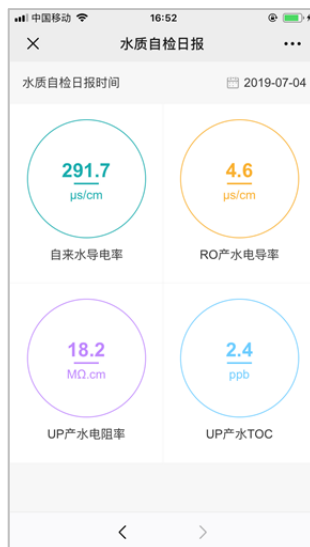 中国移动 16:52
水质自检日报
水质自检日报时间 2019-07-04
291.7 4.6
μs/cm μs/cm
自来水导电率 RO产水电导率
18.2 2.4
MΩ.cm ppb
UP产水电阻率 UP产水TOC